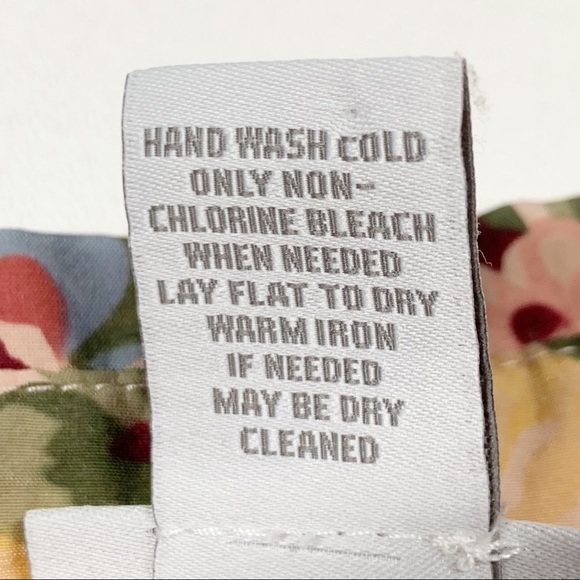 HAND WASH COLD
ONLY NON-
CHLORINE BLEACH
WHEN NEEDED
LAY FLAT TO DRY
WARM IRON
IF NEEDED
MAY BE DRY
CLEANED